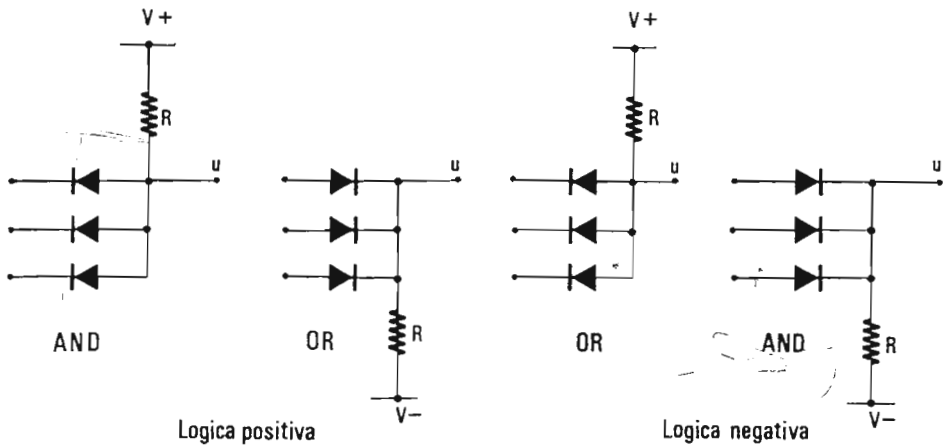 V+
R
u
AND
u
R
OR
V−
Logica positiva
V+
R
u
OR
u
R
AND
V−
Logica negativa